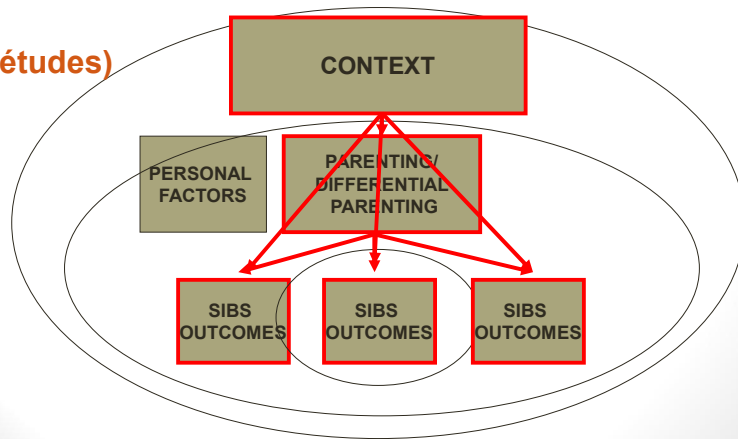 études)
CONTEXT
PERSONAL
FACTORS
PARENTING/
DIFFERENTIAL
PARENTING
SIBS
OUTCOMES
SIBS
OUTCOMES
SIBS
OUTCOMES